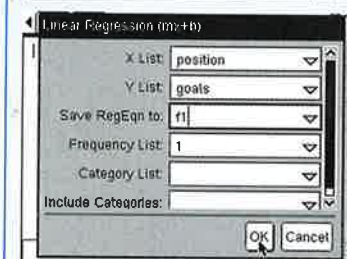 Linear Regression (mx+b)
X List: position
Y List: goals
Save RegEqn to: f1
Frequency List: 1
Category List:
Include Categories:
OK Cancel